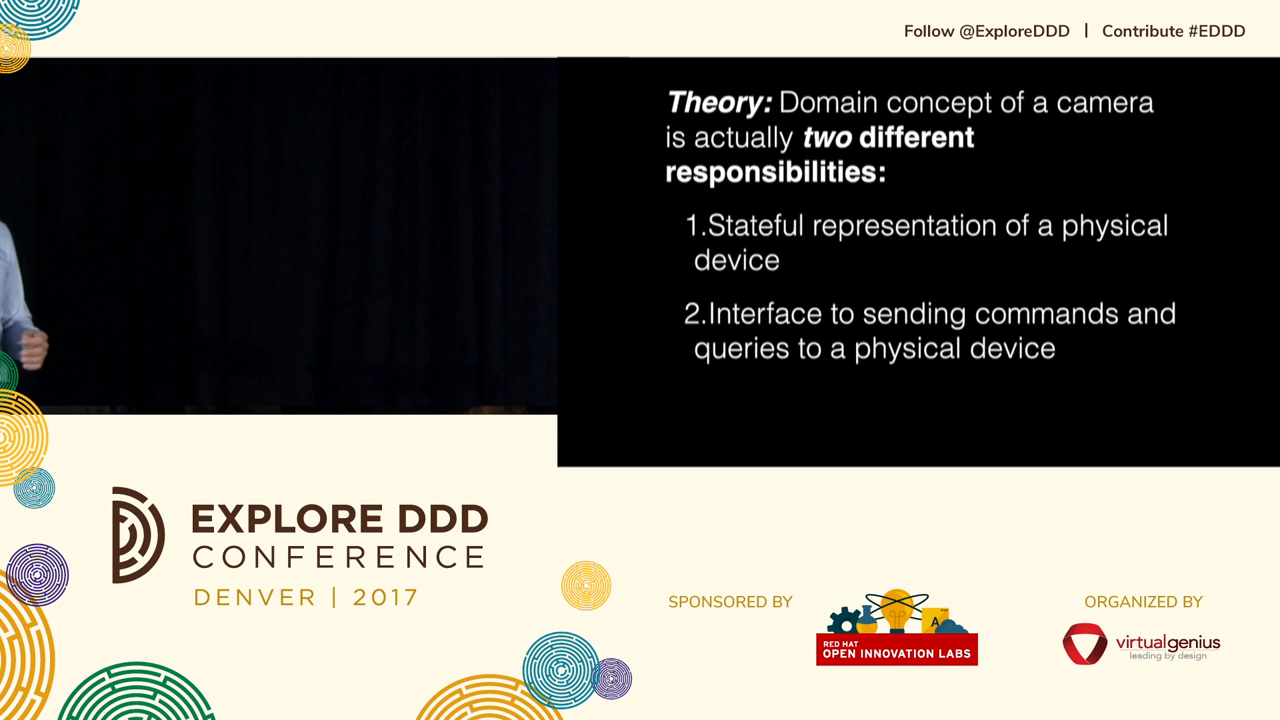 Follow @ExploreDDD | Contribute #EDDD
Theory: Domain concept of a camera
is actually two different
responsibilities:
1.Stateful representation of a physical
device
2.Interface to sending commands and
queries to a physical device
EXPLORE DDD
CONFERENCE
DENVER | 2017
SPONSORED BY
A
RED HAT
OPEN INNOVATION LABS
ORGANIZED BY
virtualgenius
leading by design